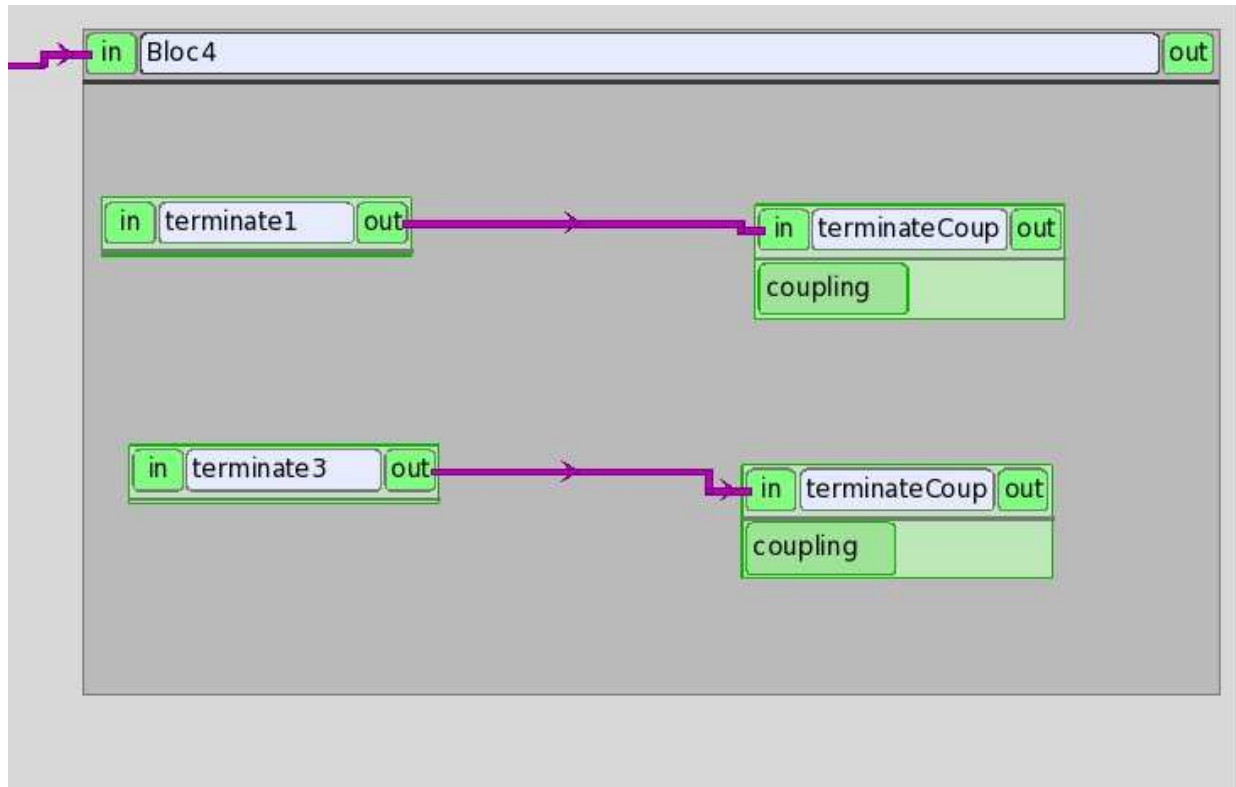 in Bloc4 out
in terminate1 out
in terminateCoup out
coupling
in terminate3 out
in terminateCoup out
coupling